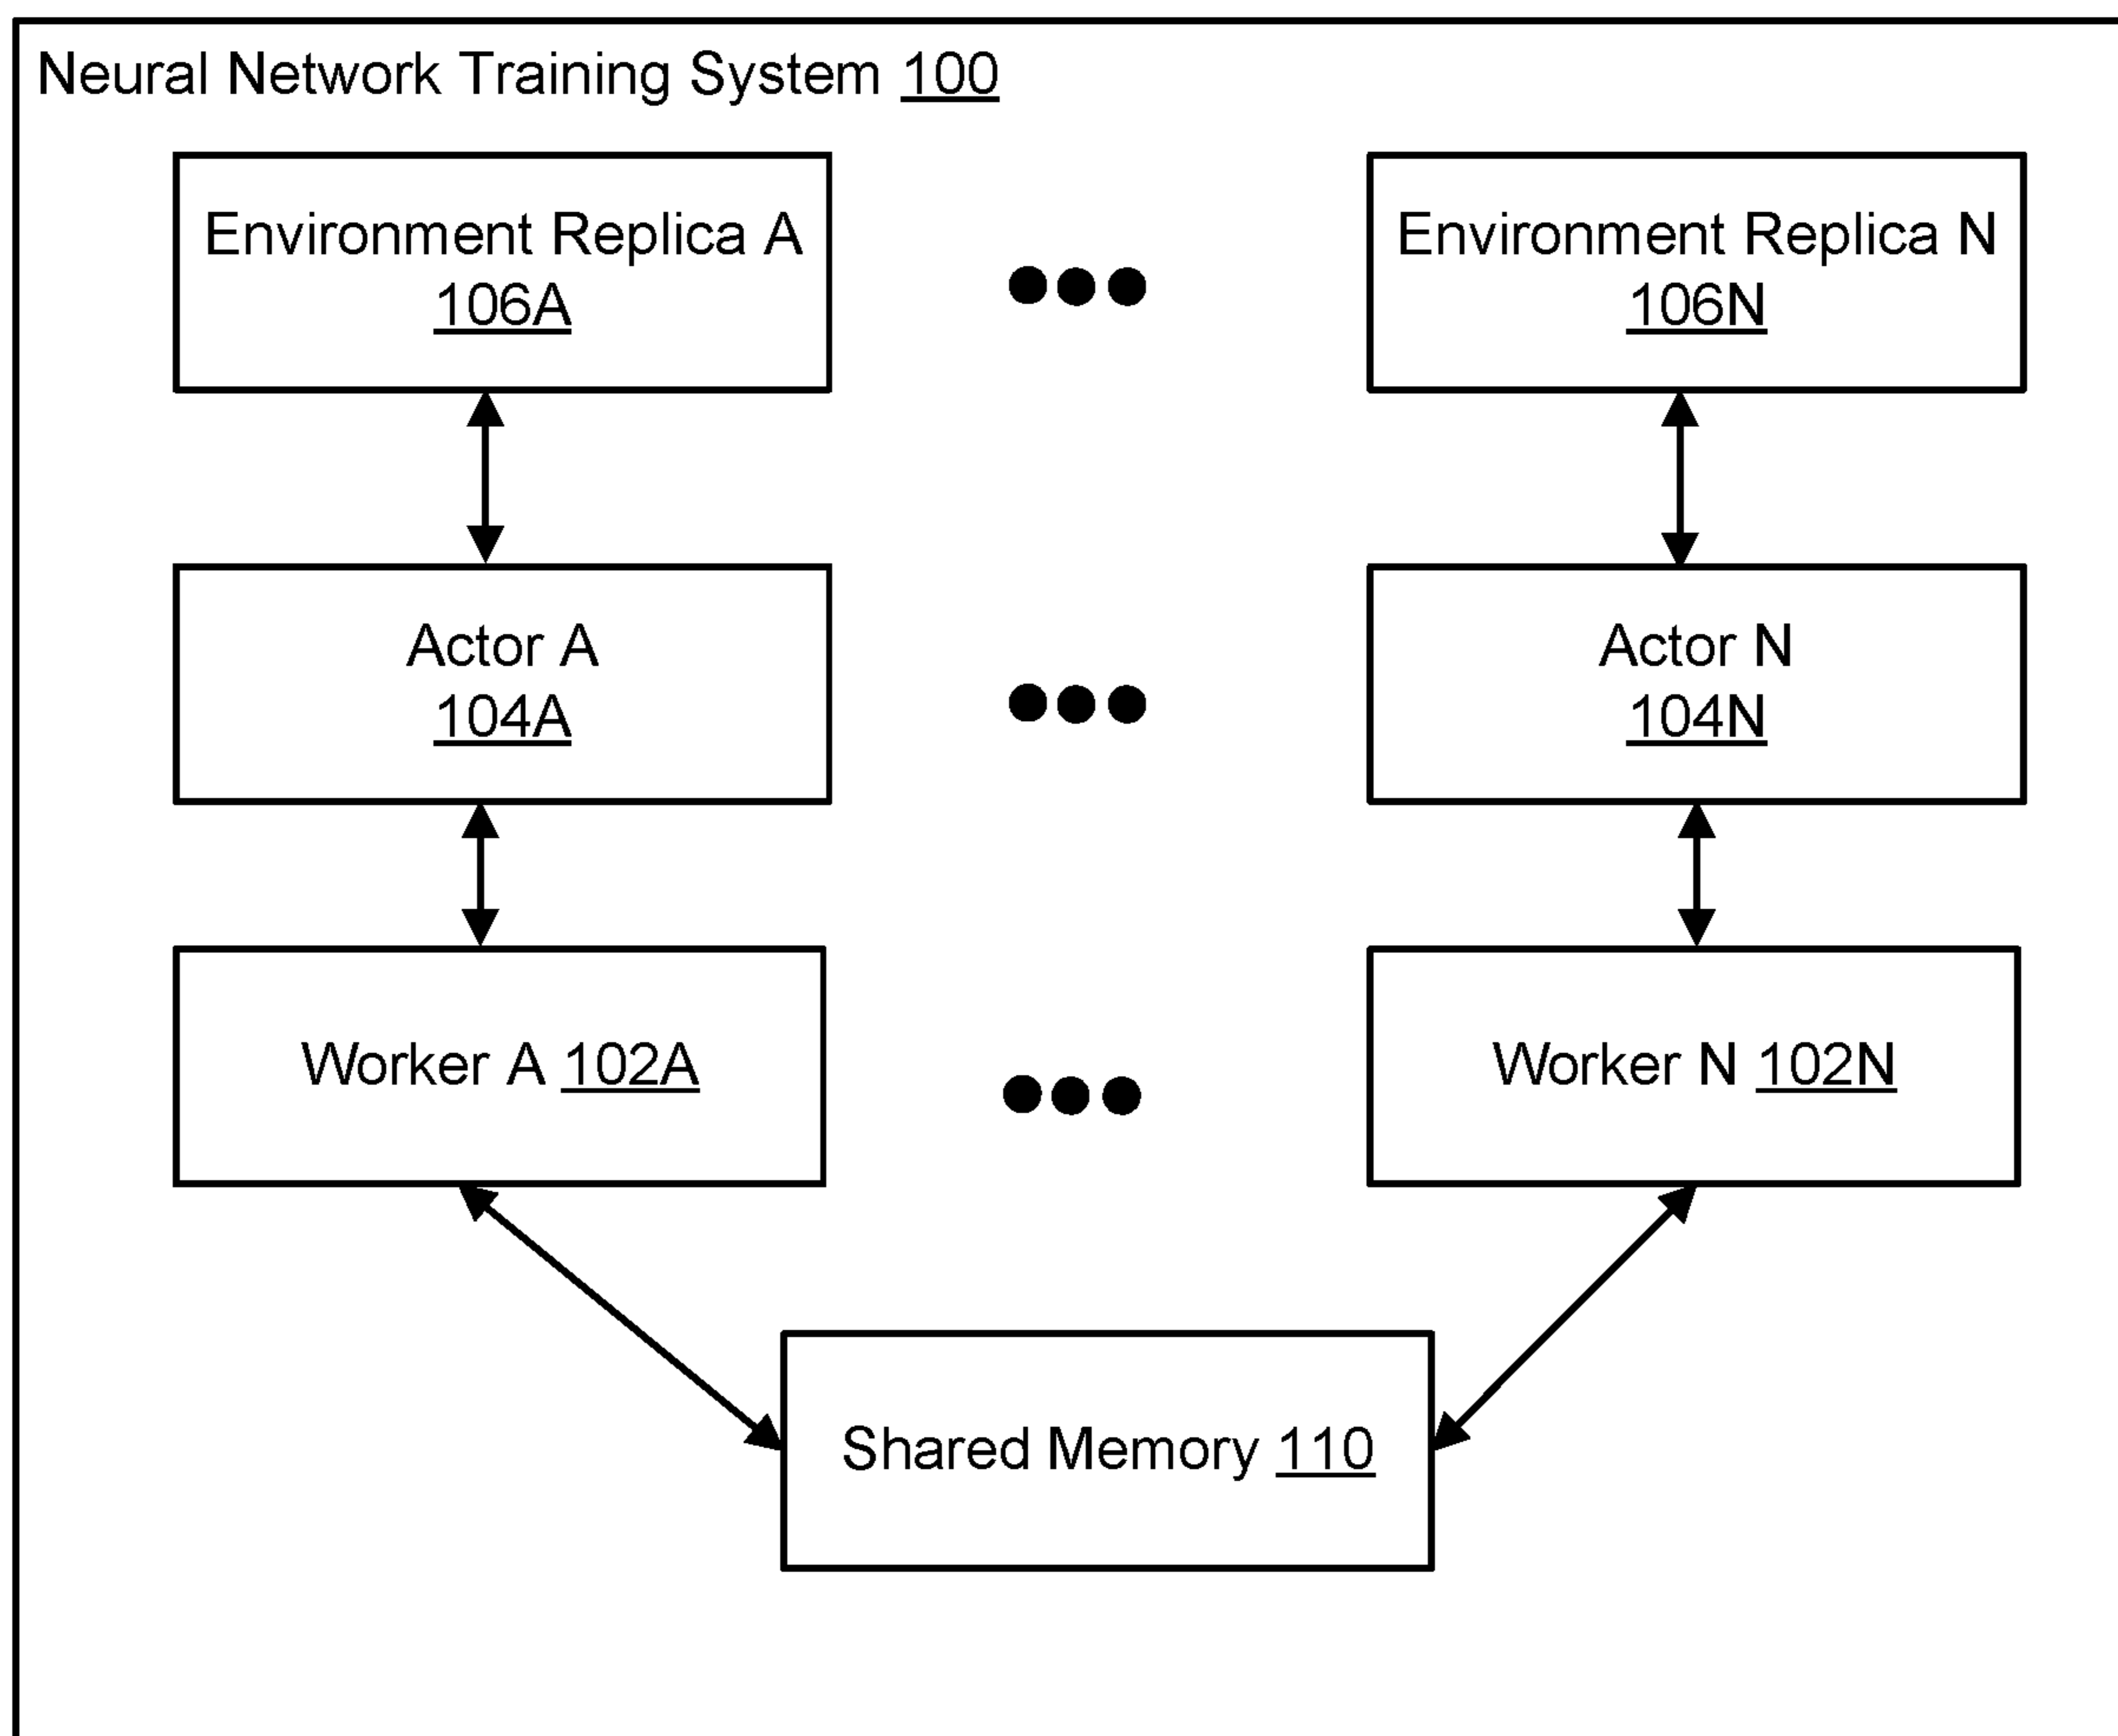 Neural Network Training System 100
Environment Replica A
106A
Environment Replica N
106N
Actor A
104A
Actor N
104N
Worker A 102A
Worker N 102N
Shared Memory 110